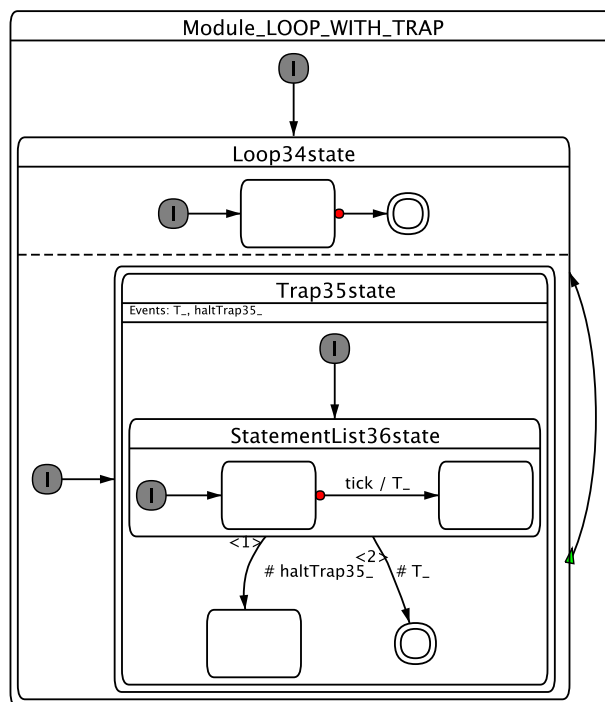 Module_LOOP_WITH_TRAP
I
Loop34state
I
Trap35state
Events: T_, haltTrap35_
I
StatementList36state
I
I
tick / T_
<1>
# haltTrap35_
<2>
# T_